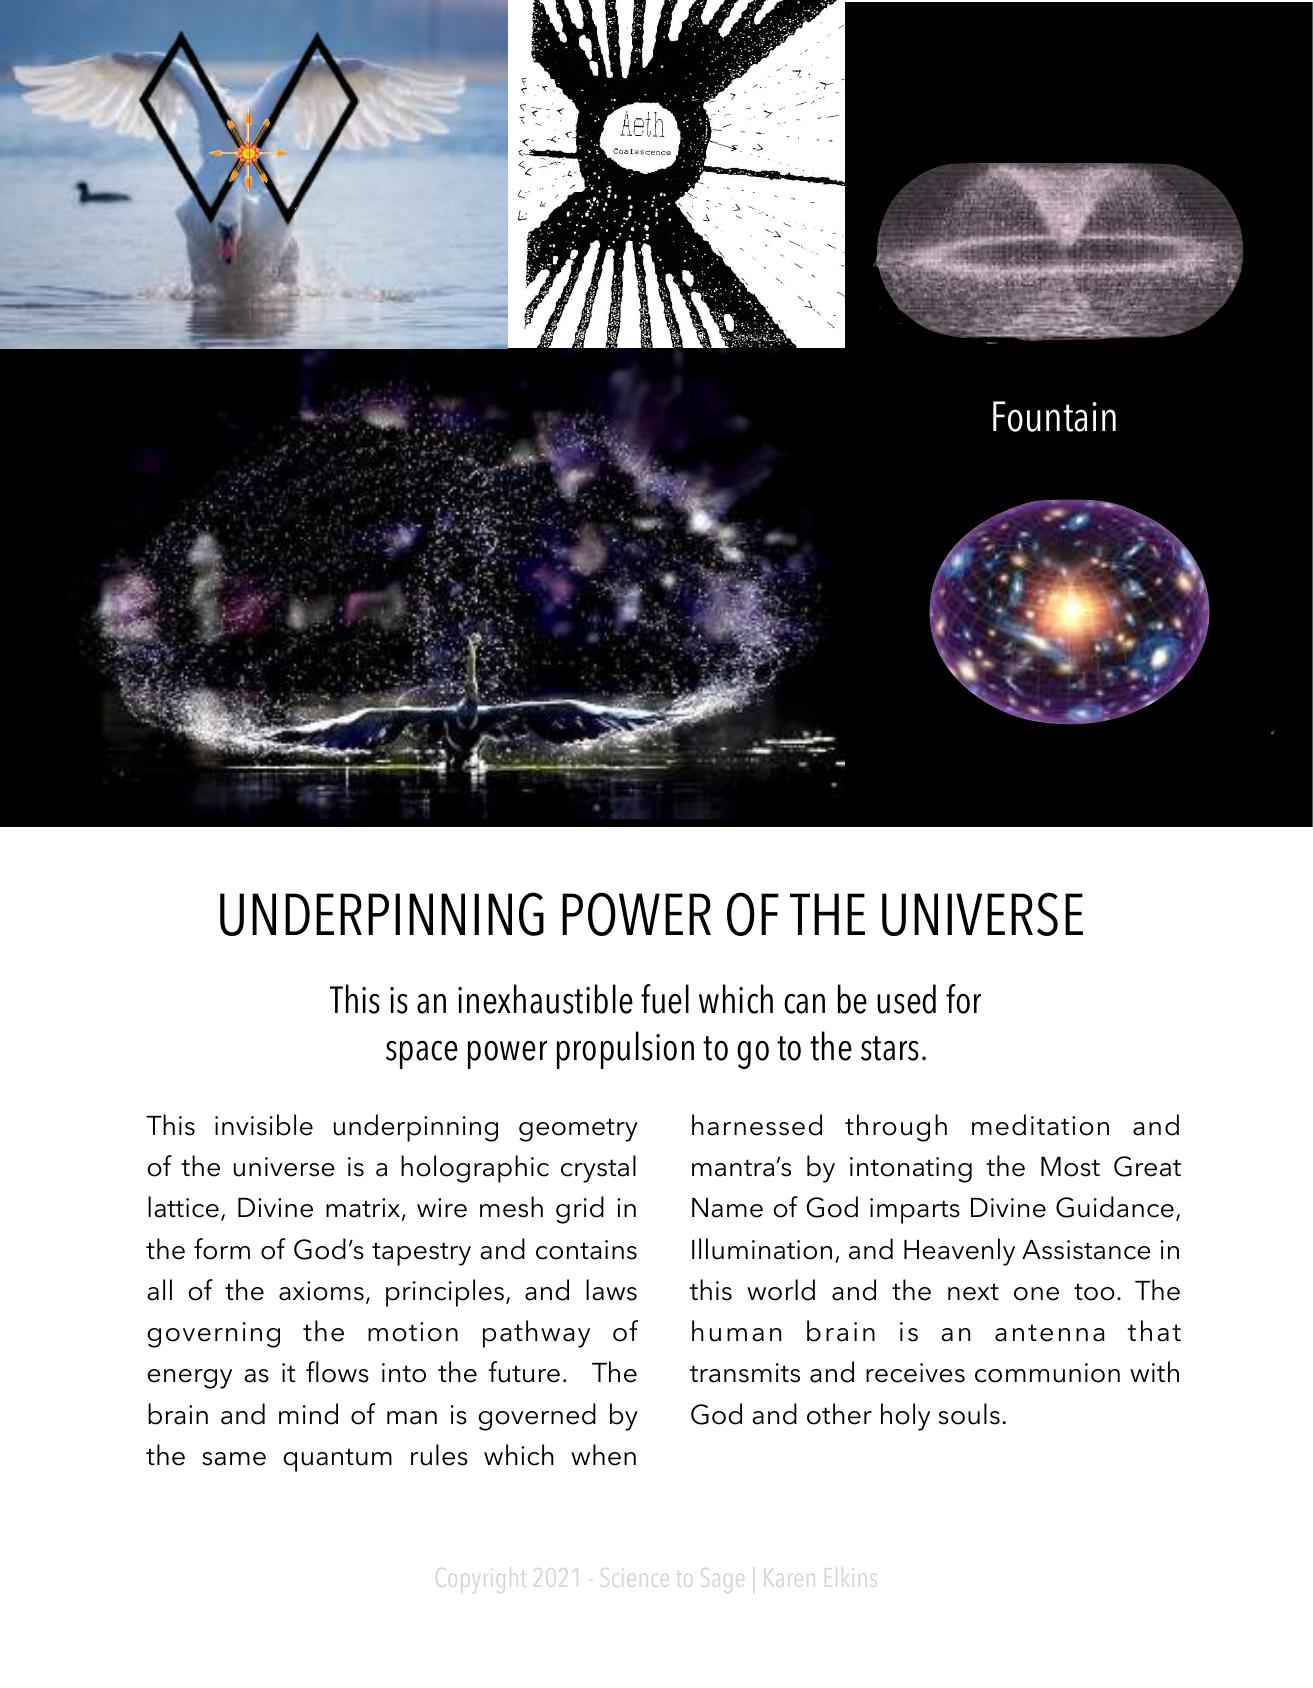 Aeth
Coalescence
Fountain
UNDERPINNING POWER OF THE UNIVERSE
This is an inexhaustible fuel which can be used for
space power propulsion to go to the stars.
This invisible underpinning geometry
of the universe is a holographic crystal
lattice, Divine matrix, wire mesh grid in
the form of God's tapestry and contains
all of the axioms, principles, and laws
governing the motion pathway of
energy as it flows into the future.  The
brain and mind of man is governed by
the same quantum rules which when
harnessed through meditation and
mantra's by intonating the Most Great
Name of God imparts Divine Guidance,
Illumination, and Heavenly Assistance in
this world and the next one too. The
human brain is an antenna that
transmits and receives communion with
God and other holy souls.
Copyright 2021 - Science to Sage | Karen Elkins